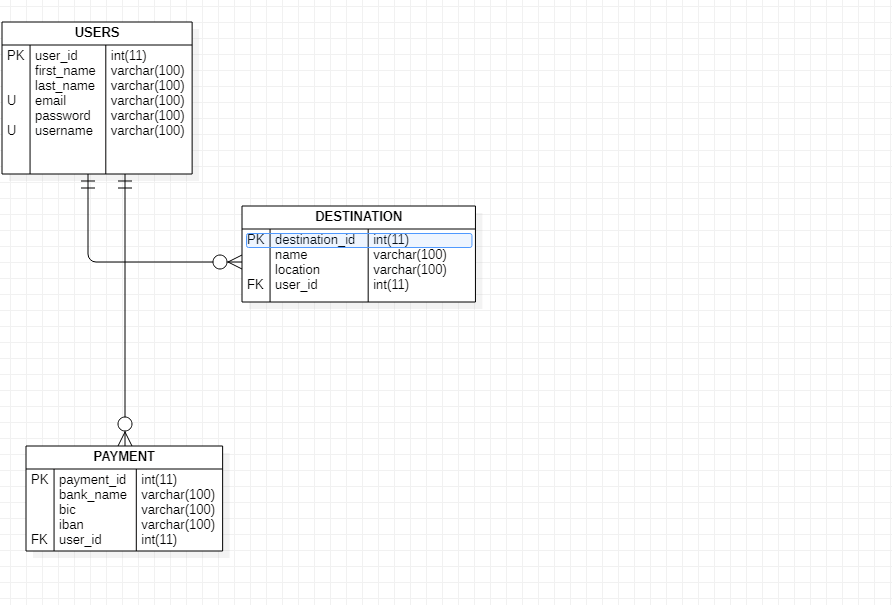 USERS
PK user_id int(11)
first_name varchar(100)
last_name varchar(100)
U email varchar(100)
password varchar(100)
U username varchar(100)
DESTINATION
PK destination_id int(11)
name varchar(100)
location varchar(100)
FK user_id int(11)
PAYMENT
PK payment_id int(11)
bank_name varchar(100)
bic varchar(100)
iban varchar(100)
FK user_id int(11)